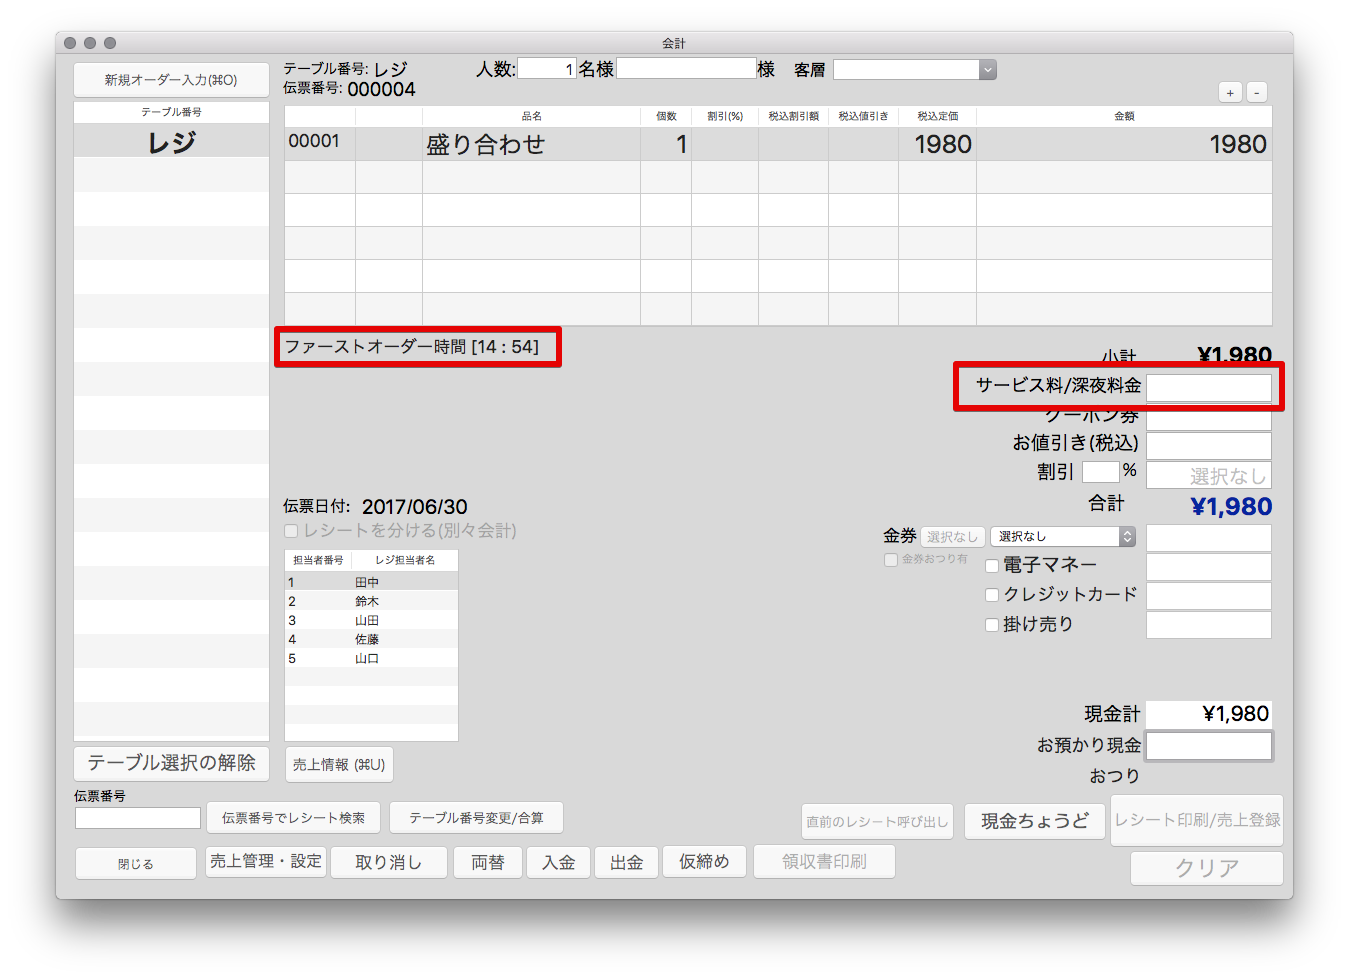 会計
新規オーダー入力(⌘O)
テーブル番号
レジ
テーブル番号: レジ
人数: 1 名様 様 客層
伝票番号: 000004
+ -
品名 個数 割引(%) 税込割引額 税込値引き 税込定価 金額
00001 盛り合わせ 1 1980 1980
ファーストオーダー時間 [14 : 54]
小計 ¥1,980
サービス料/深夜料金
クーポン券
お値引き(税込)
割引 % 選択なし
合計 ¥1,980
伝票日付: 2017/06/30
レシートを分ける(別々会計)
金券 選択なし 選択なし
金券おつり有
電子マネー
クレジットカード
掛け売り
担当者番号 レジ担当者名
1 田中
2 鈴木
3 山田
4 佐藤
5 山口
現金計 ¥1,980
お預かり現金
おつり
テーブル選択の解除
売上情報 (⌘U)
伝票番号
伝票番号でレシート検索
テーブル番号変更/合算
直前のレシート呼び出し
現金ちょうど
レシート印刷/売上登録
閉じる
売上管理・設定
取り消し
両替
入金
出金
仮締め
領収書印刷
クリア